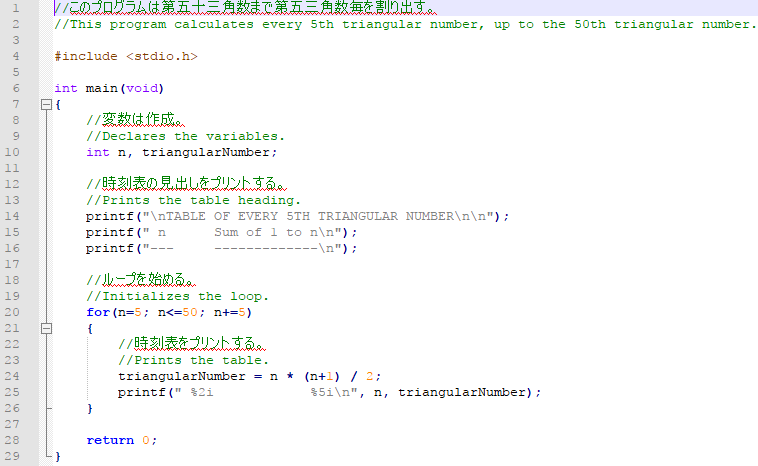 1 //このプログラムは第五十三角数まで第五三角数毎を割り出す。
2 //This program calculates every 5th triangular number, up to the 50th triangular number.
3
4 #include <stdio.h>
5
6 int main(void)
7 {
8 //変数は作成。
9 //Declares the variables.
10 int n, triangularNumber;
11
12 //時刻表の見出しをプリントする。
13 //Prints the table heading.
14 printf("\nTABLE OF EVERY 5TH TRIANGULAR NUMBER\n\n");
15 printf(" n      Sum of 1 to n\n");
16 printf("---     -------------\n");
17
18 //ループを始める。
19 //Initializes the loop.
20 for(n=5; n<=50; n+=5)
21 {
22 //時刻表をプリントする。
23 //Prints the table.
24 triangularNumber = n * (n+1) / 2;
25 printf(" %2i            %5i\n", n, triangularNumber);
26 }
27
28 return 0;
29 }